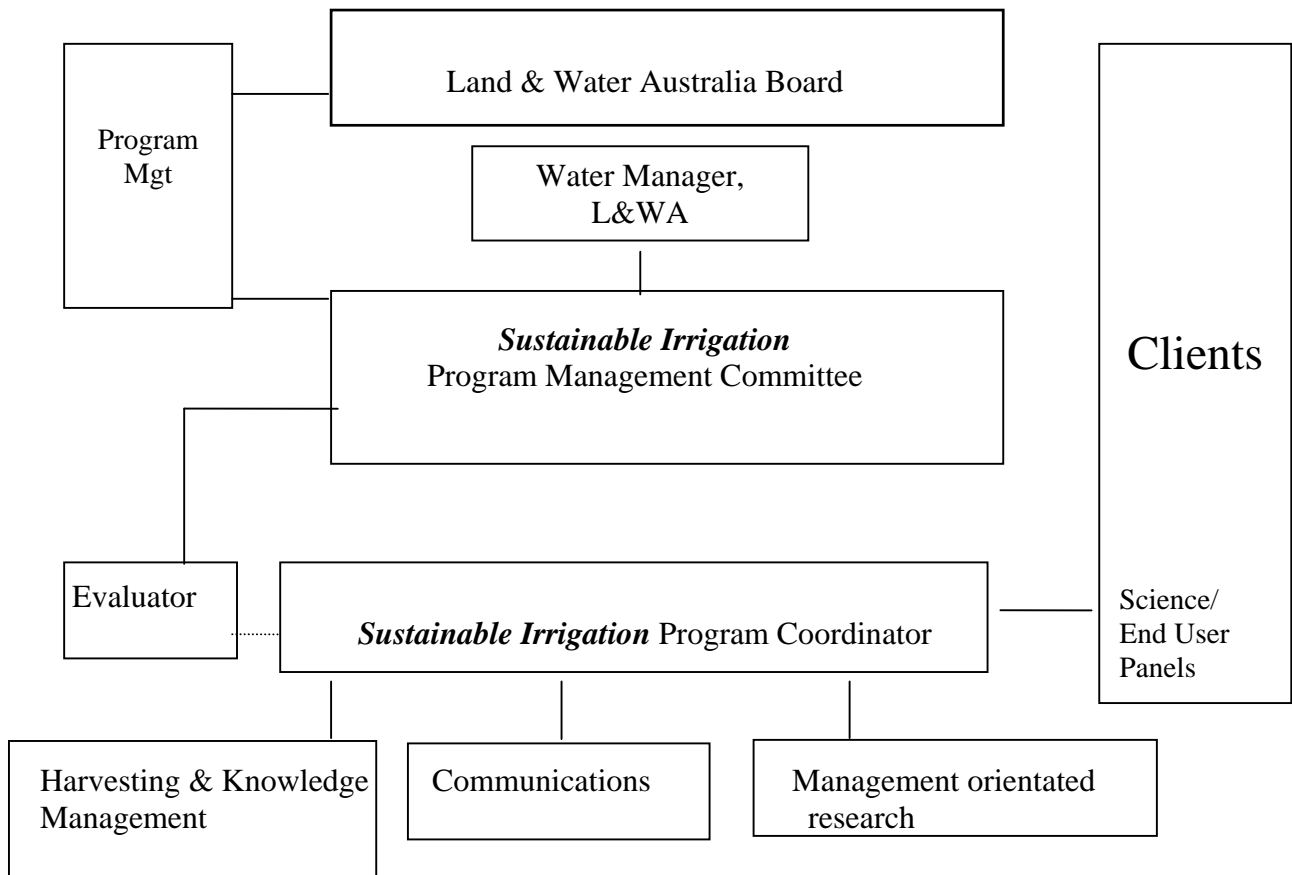 Land & Water Australia Board
Program
Mgt
Water Manager,
L&WA
Sustainable Irrigation
Program Management Committee
Clients
Evaluator
Sustainable Irrigation Program Coordinator
Science/
End User
Panels
Harvesting & Knowledge
Management
Communications
Management orientated
research